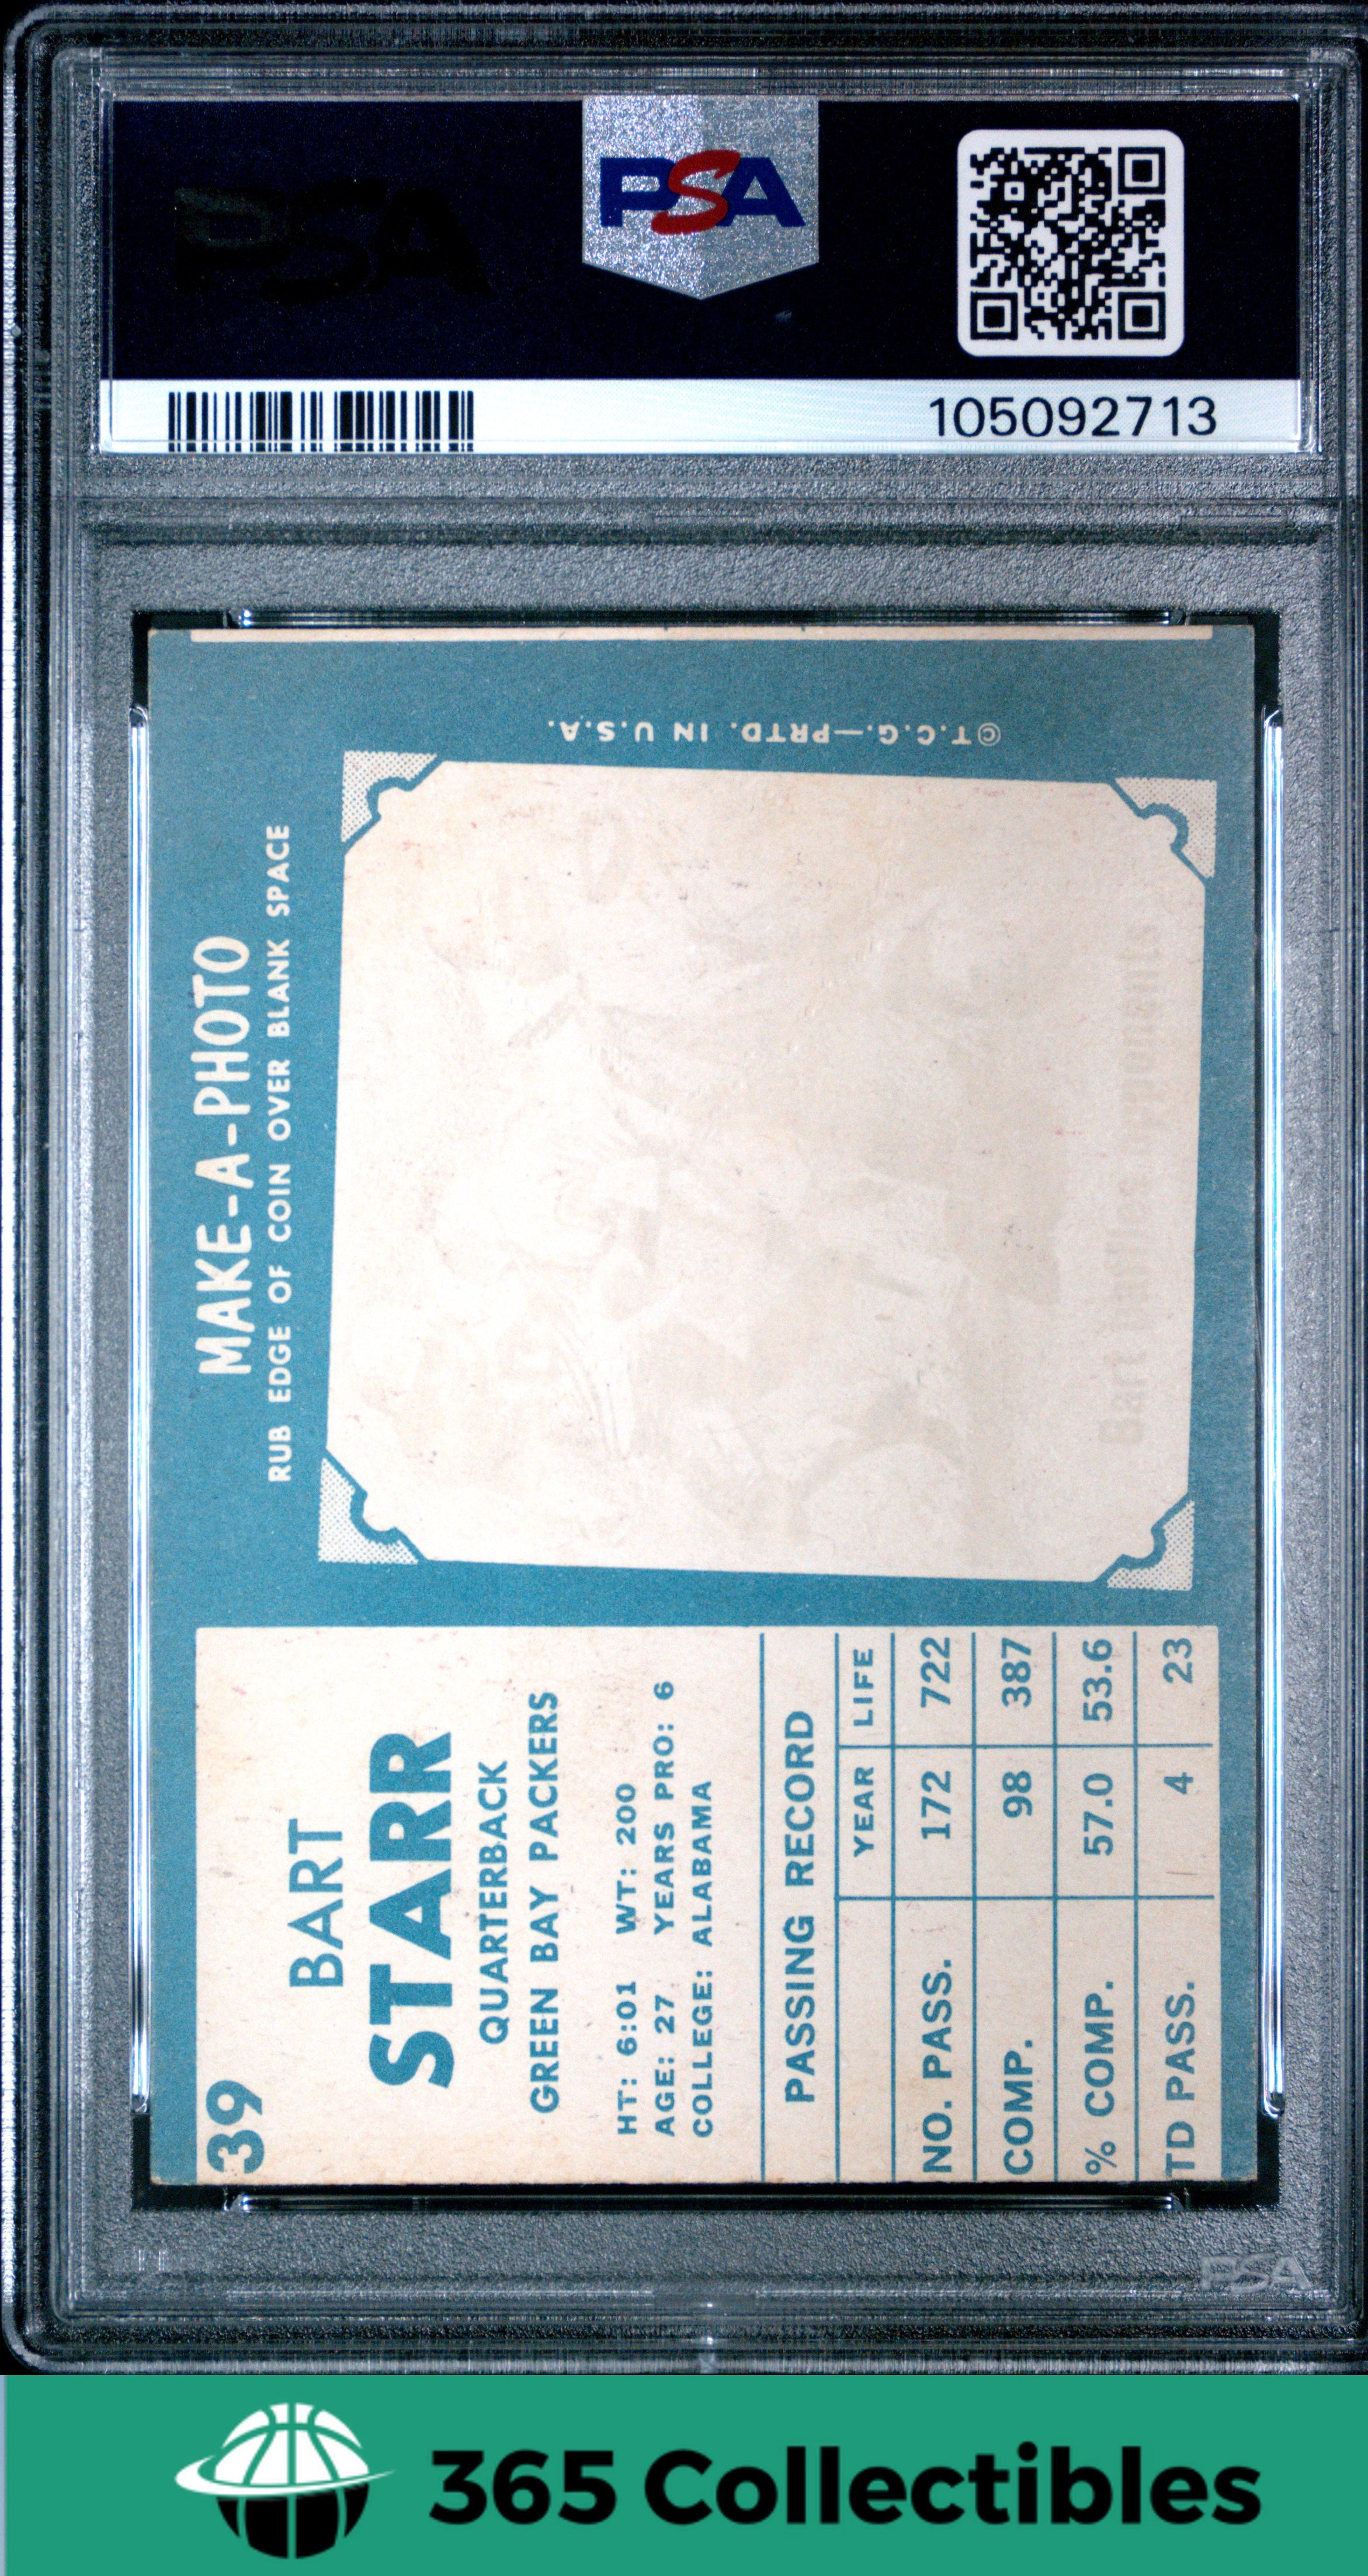 PSA
PSA
105092713
©T.C.G.—PRTD. IN U.S.A.
MAKE-A-PHOTO
RUB EDGE OF COIN OVER BLANK SPACE
39
BART
STARR
QUARTERBACK
GREEN BAY PACKERS
HT: 6:01 WT: 200
AGE: 27 YEARS PRO: 6
COLLEGE: ALABAMA
PASSING RECORD
YEAR LIFE
NO. PASS. 172 722
COMP. 98 387
% COMP. 57.0 53.6
TD PASS. 4 23
PSA
365 Collectibles